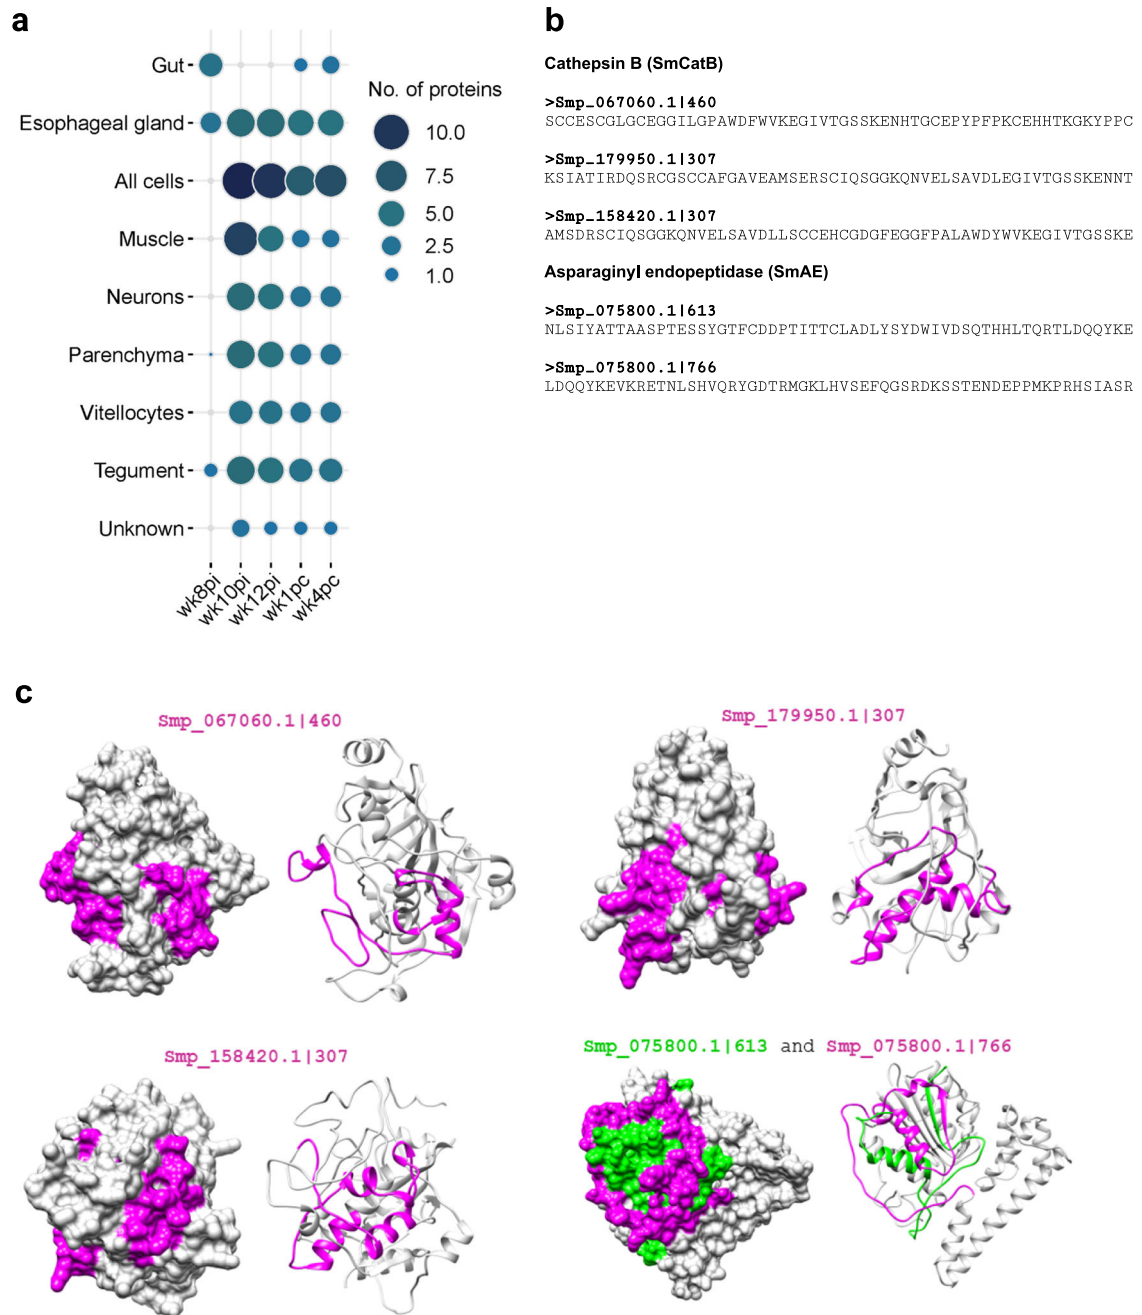 a
Gut
Esophageal gland
All cells
Muscle
Neurons
Parenchyma
Vitellocytes
Tegument
Unknown
wk8pi
wk10pi
wk12pi
wk1pc
wk4pc
No. of proteins
10.0
7.5
5.0
2.5
1.0
b
Cathepsin B (SmCatB)
>Smp_067060.1|460
SCCESCGLGCEGGILGPAWDFWVKEGIVTGSSKENHTGCEPYPFPKCEHHTKGKYPPC
>Smp_179950.1|307
KSIATIRDQSRCGSCCAFGAVEAMSERSCIQSGGKQNVELSAVDLEGIVTGSSKENNT
>Smp_158420.1|307
AMSDRSCIQSGGKQNVELSAVDLLSCCEHCGDGFEGGFPALAWDYWVKEGIVTGSSKE
Asparaginyl endopeptidase (SmAE)
>Smp_075800.1|613
NLSIYATTAASPTESSYGTFCDDPTITTCLADLYSYDWIVDSQTHHLTQRTLDQQYKE
>Smp_075800.1|766
LDQQYKEVKRETNLSHVQRYGDTRMGKLHVSEFQGSRDKSSTENDEPPMKPRHSIASR
c
Smp_067060.1|460
Smp_179950.1|307
Smp_158420.1|307
Smp_075800.1|613 and Smp_075800.1|766